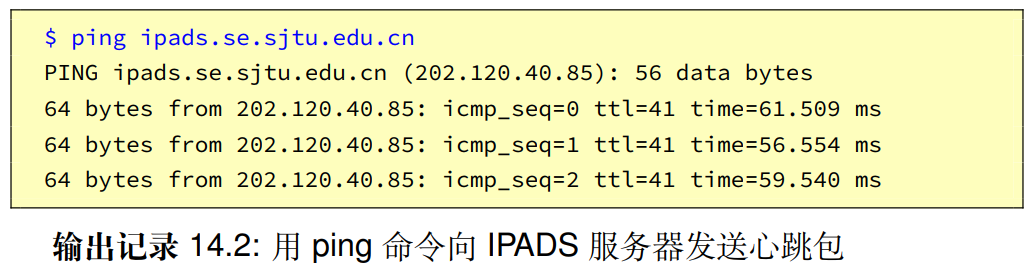 $ ping ipads.se.sjtu.edu.cn
PING ipads.se.sjtu.edu.cn (202.120.40.85): 56 data bytes
64 bytes from 202.120.40.85: icmp_seq=0 ttl=41 time=61.509 ms
64 bytes from 202.120.40.85: icmp_seq=1 ttl=41 time=56.554 ms
64 bytes from 202.120.40.85: icmp_seq=2 ttl=41 time=59.540 ms
输出记录 14.2: 用 ping 命令向 IPADS 服务器发送心跳包